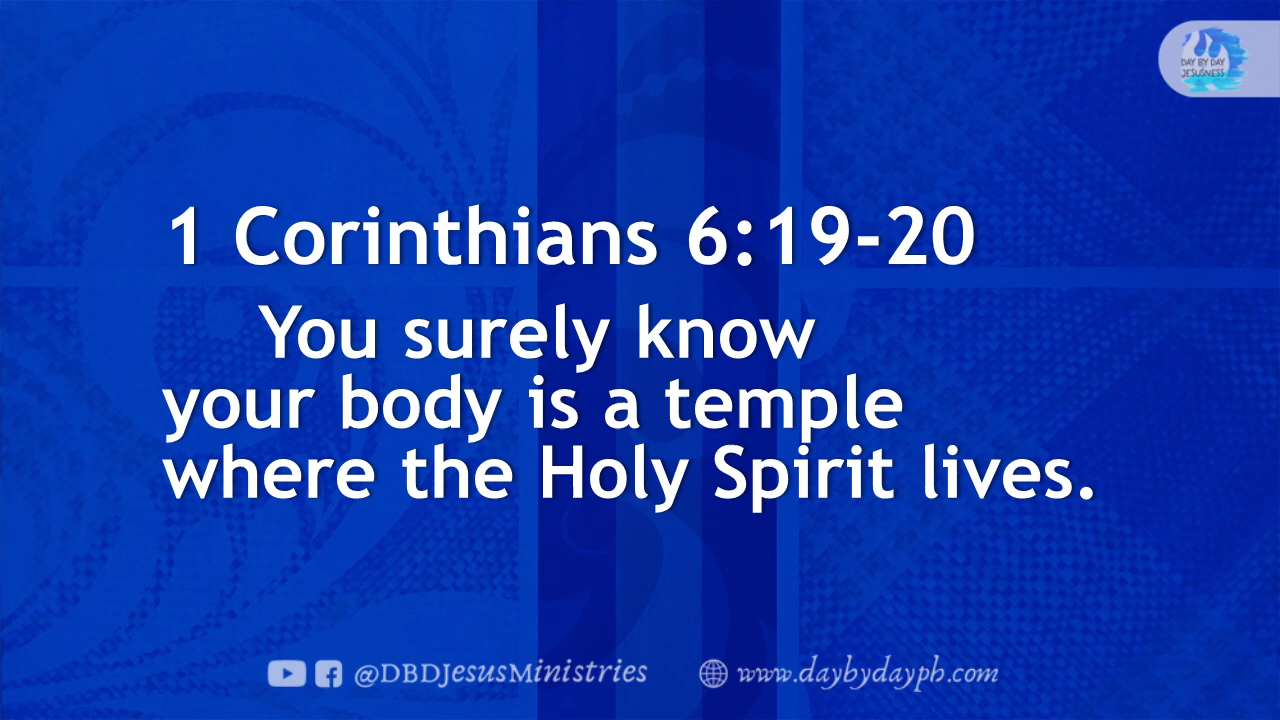 DAY BY DAY
JESUSNESS
1 Corinthians 6:19-20
You surely know
your body is a temple
where the Holy Spirit lives.
@DBDJesusMinistries www.daybydayph.com